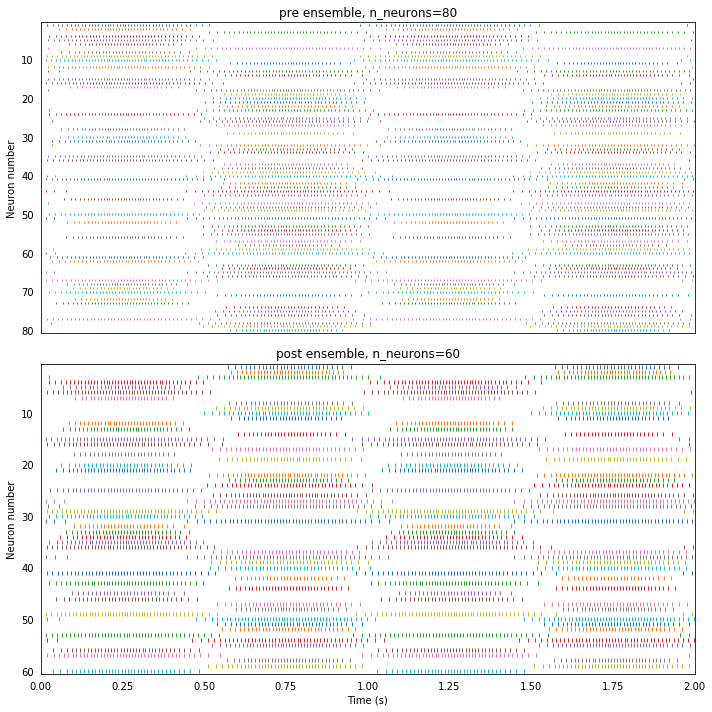 pre ensemble, n_neurons=80
10
20
30
40
50
60
70
80
Neuron number
post ensemble, n_neurons=60
10
20
30
40
50
60
Neuron number
0.00 0.25 0.50 0.75 1.00 1.25 1.50 1.75 2.00
Time (s)